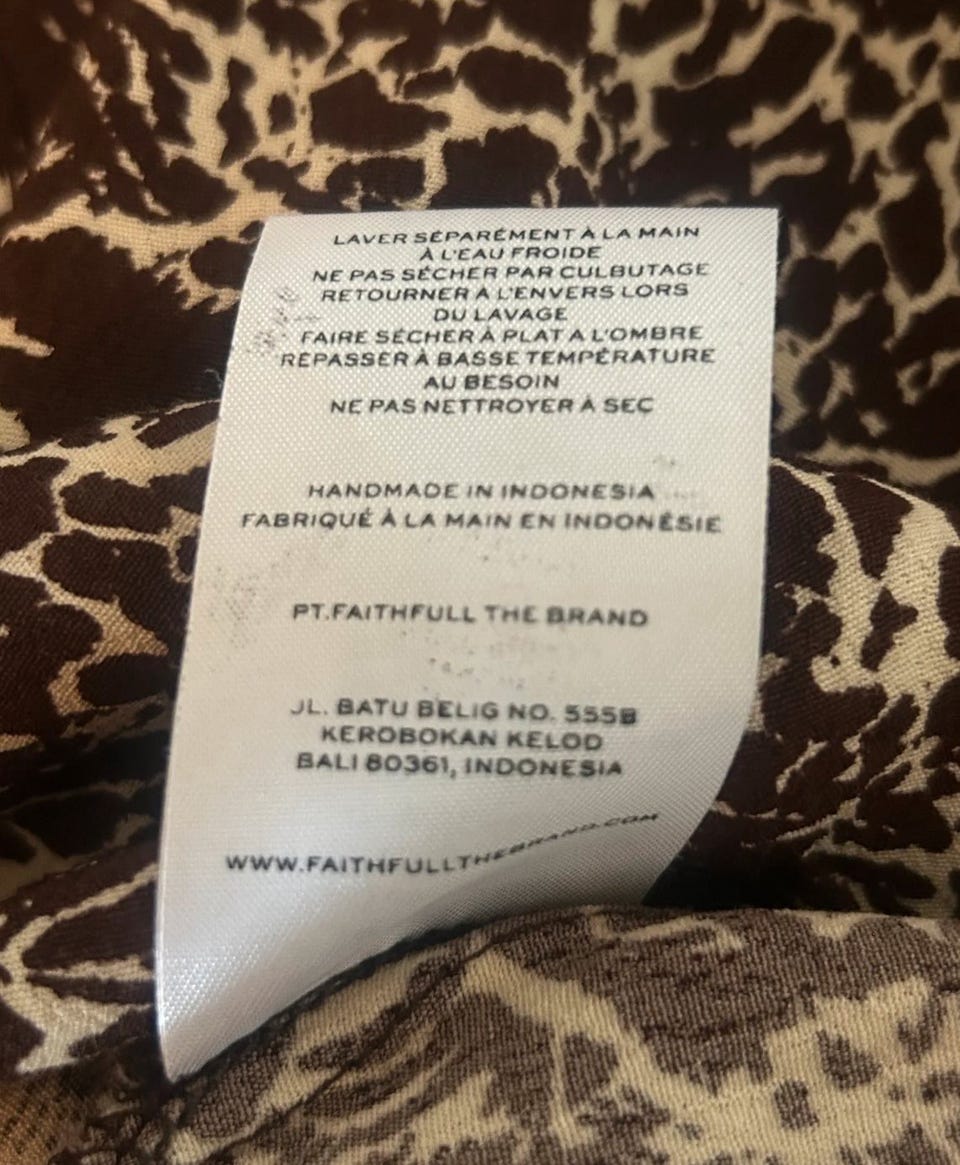 LAVER SÉPARÉMENT À LA MAIN
À L'EAU FROIDE
NE PAS SÉCHER PAR CULBUTAGE
RETOURNER A L'ENVERS LORS
DU LAVAGE
FAIRE SÉCHER À PLAT A L'OMBRE
RÉPASSER À BASSE TEMPÉRATURE
AU BESOIN
NE PAS NETTROYER À SEC
HANDMADE IN INDONESIA
FABRIQUÉ À LA MAIN EN INDONÉSIE
PT.FAITHFULL THE BRAND
JL. BATU BELIG NO. 555B
KEROBOKAN KELOD
BALI 80361, INDONESIA
WWW.FAITHFULLTHEBRAND.COM